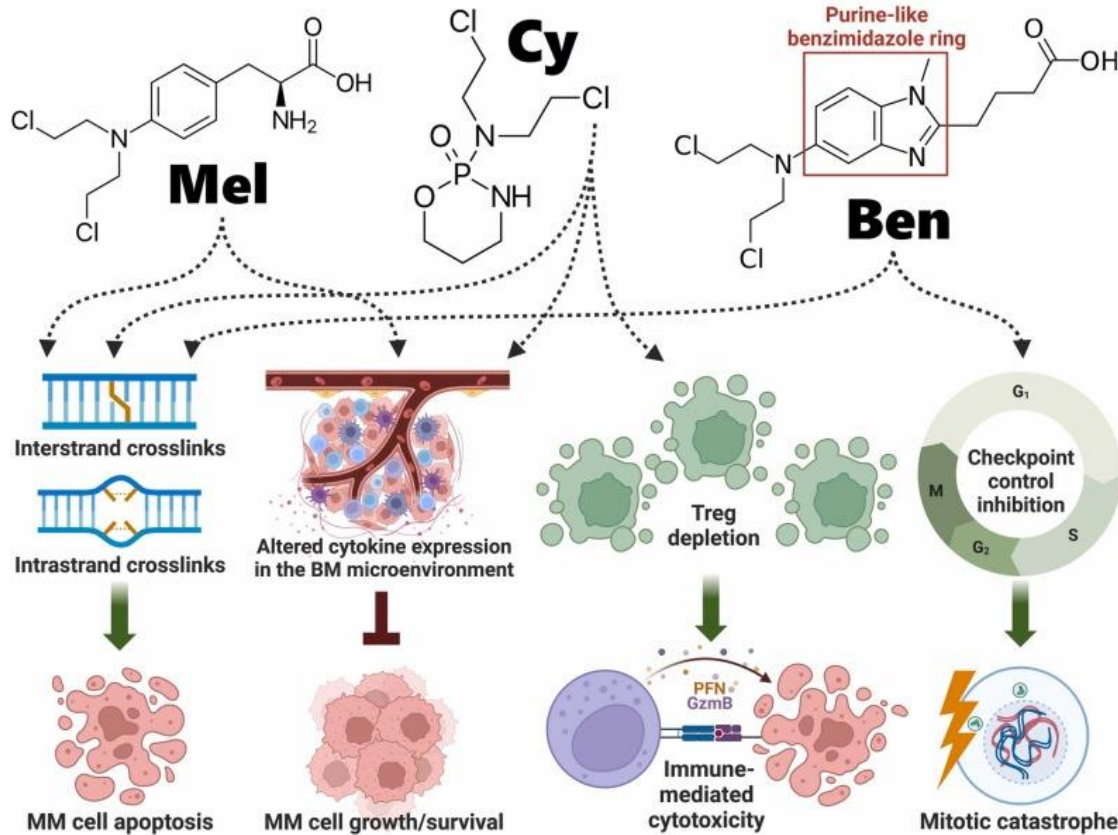 Cl
Cy
Purine-like
benzimidazole ring
O
OH
NH₂
Cl
N
Cl
Mel
Cl
N
O
P
O
NH
N
N
O
OH
Cl
N
Cl
Ben
Interstrand crosslinks
Intrastrand crosslinks
Altered cytokine expression
in the BM microenvironment
Treg
depletion
G₁
Checkpoint
control
inhibition
M
S
G₂
PFN
GzmB
Immune-
mediated
cytotoxicity
MM cell apoptosis
MM cell growth/survival
Mitotic catastrophe